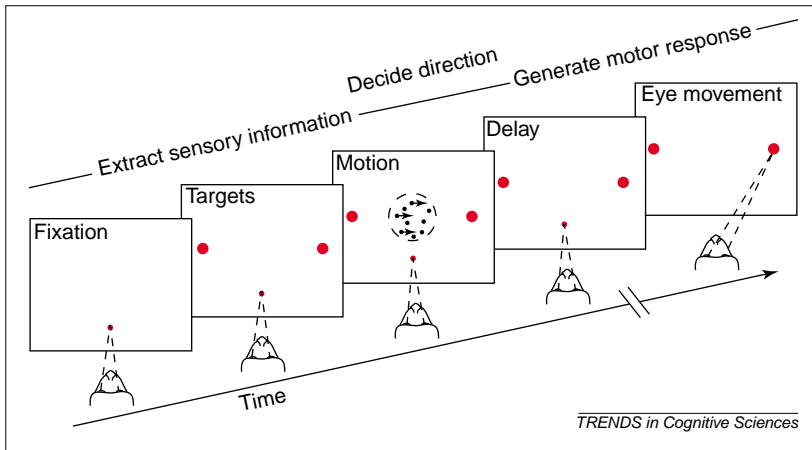 Decide direction
Extract sensory information
Generate motor response
Fixation
Targets
Motion
Delay
Eye movement
Time
TRENDS in Cognitive Sciences